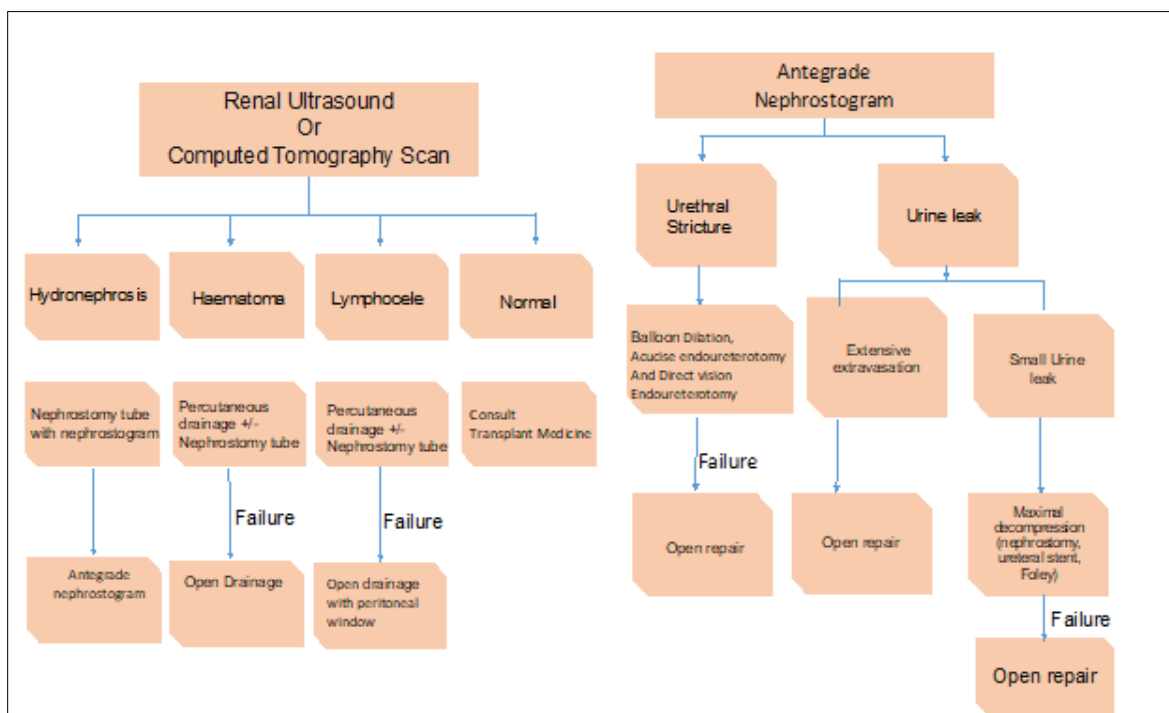 Renal Ultrasound
Or
Computed Tomography Scan
Hydronephrosis
Haematoma
Lymphocele
Normal
Nephrostomy tube
with nephrostogram
Percutaneous
drainage +/-
Nephrostomy tube
Percutaneous
drainage +/-
Nephrostomy tube
Consult
Transplant Medicine
Failure
Failure
Antegrade
nephrostogram
Open Drainage
Open drainage
with peritoneal
window
Antegrade
Nephrostogram
Urethral
Stricture
Urine leak
Balloon Dilation,
Acucise endoureterotomy
And Direct vision
Endoureterotomy
Extensive
extravasation
Small Urine
leak
Failure
Open repair
Open repair
Maximal
decompression
(nephrostomy,
ureteral stent,
Foley)
Failure
Open repair